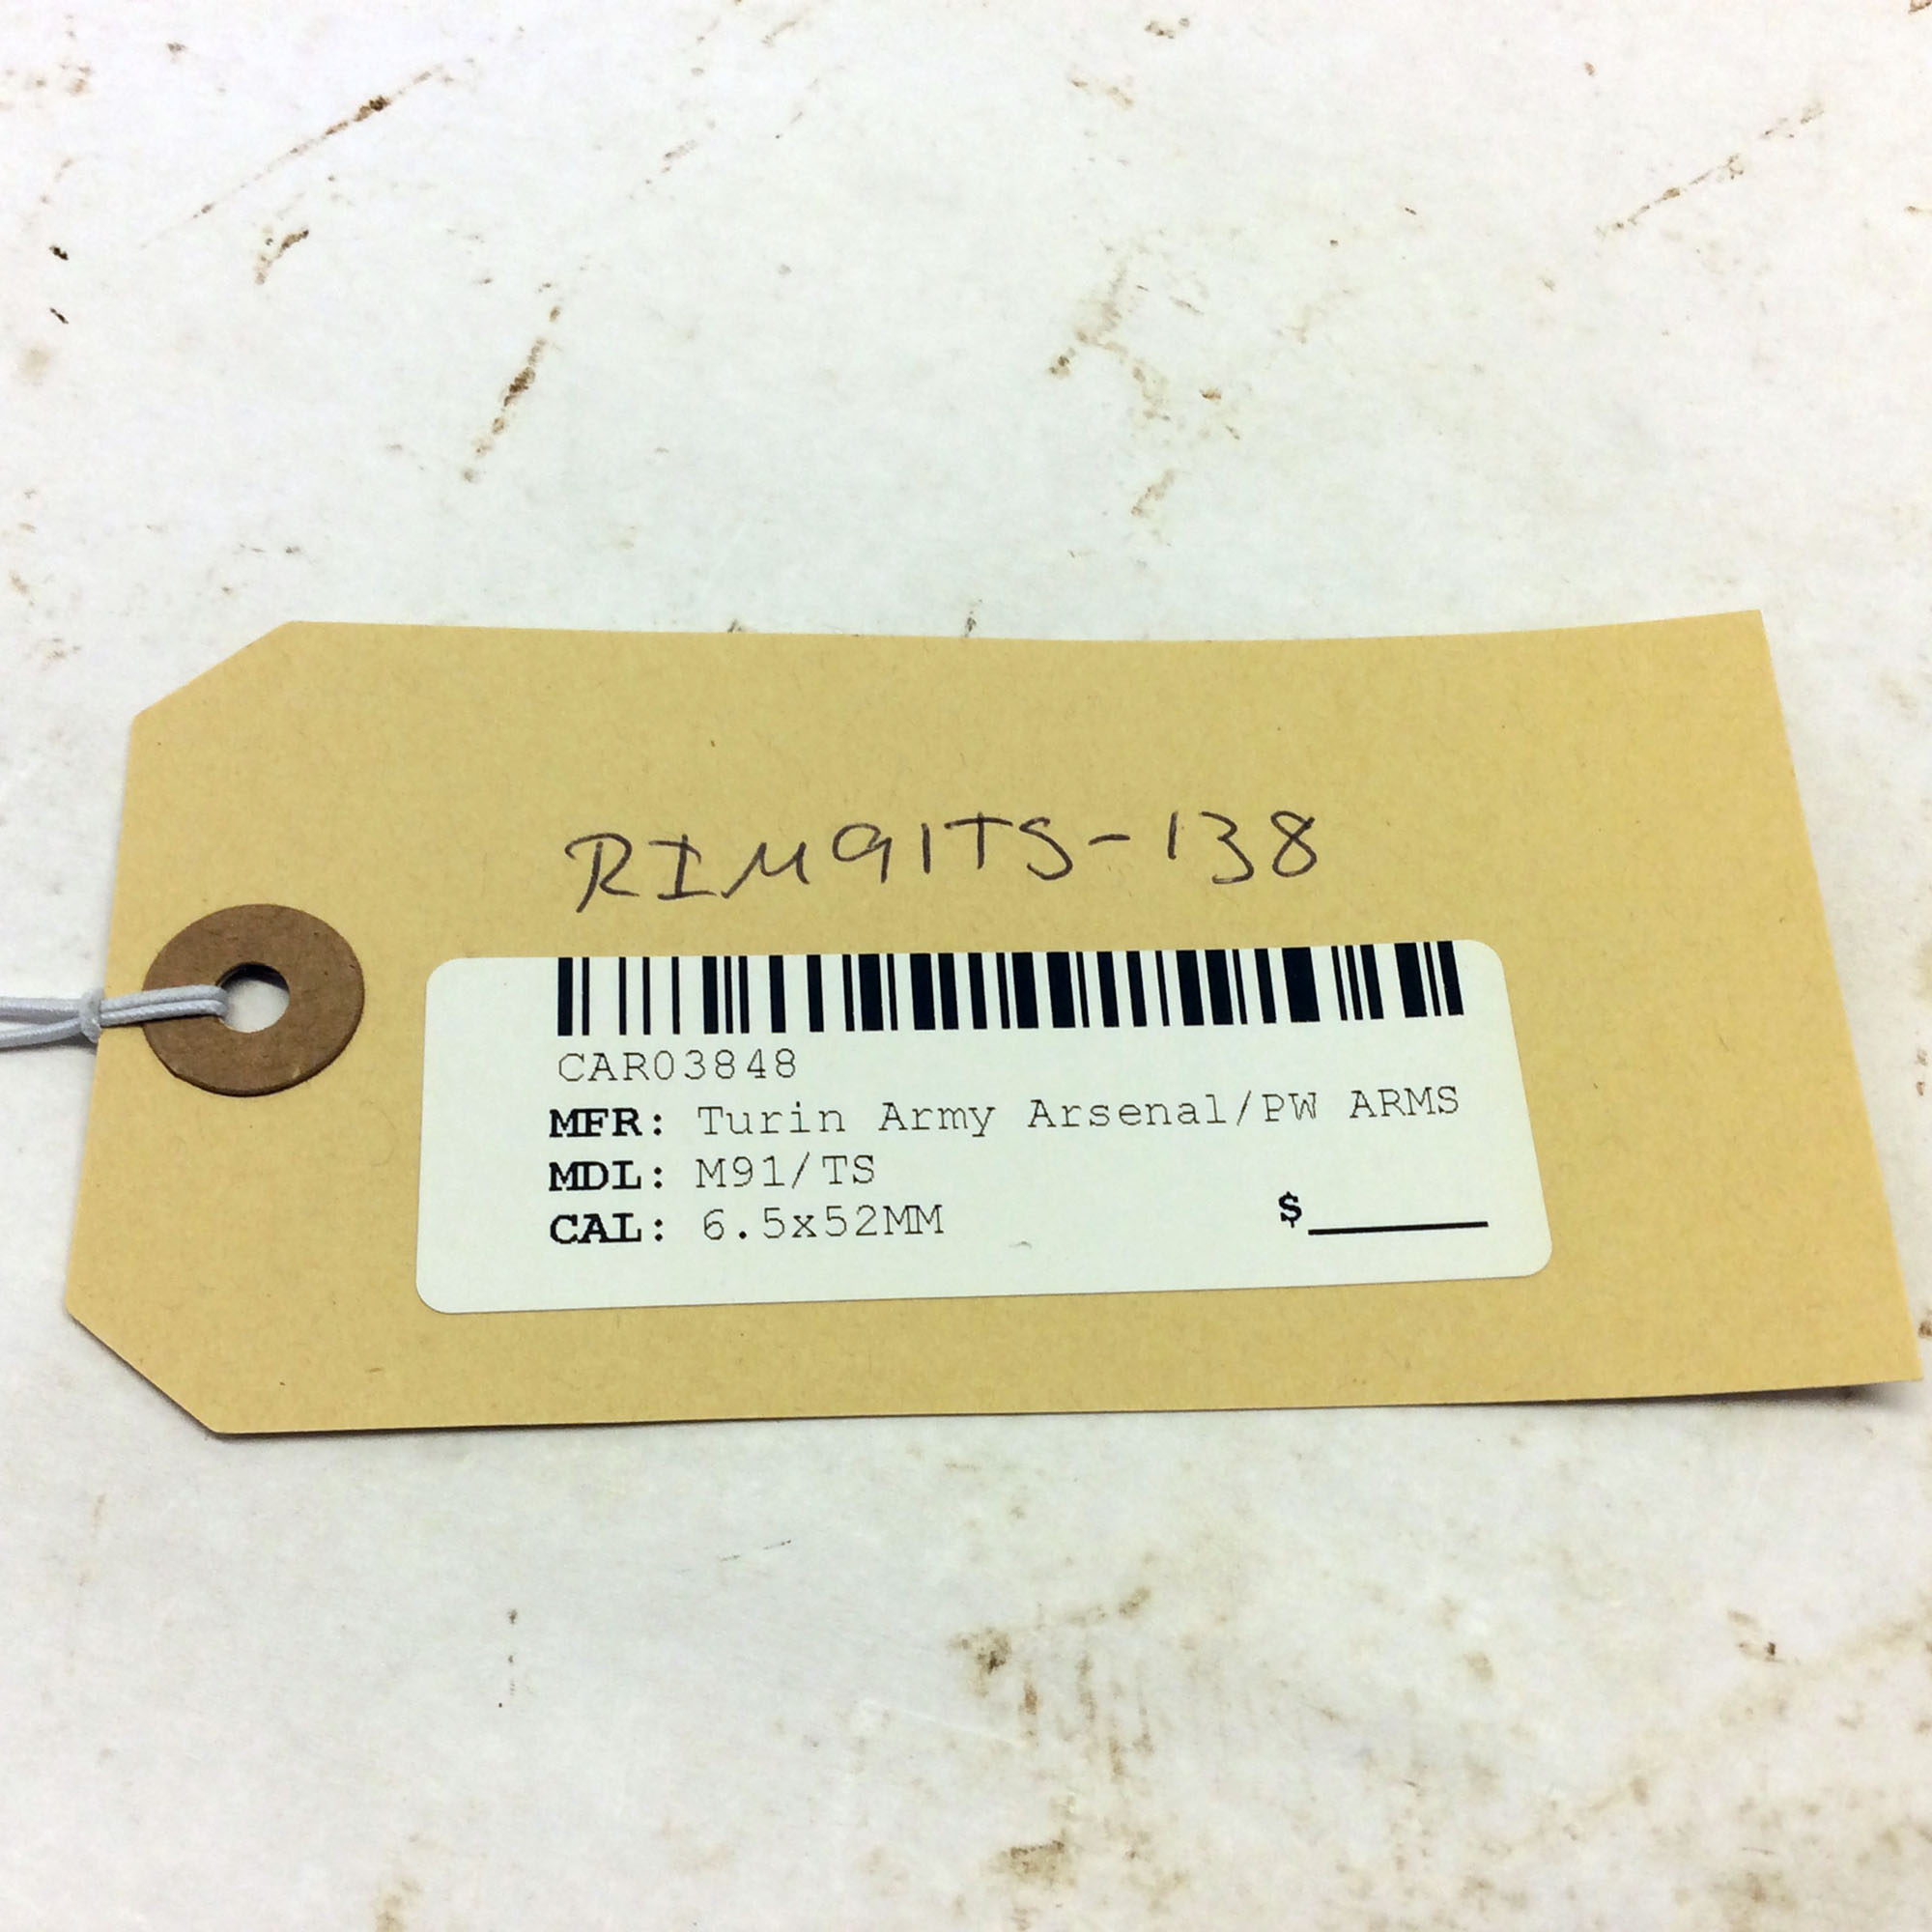 RIM91TS-138
CAR03848
MFR: Turin Army Arsenal/PW ARMS
MDL: M91/TS
CAL: 6.5x52MM
$